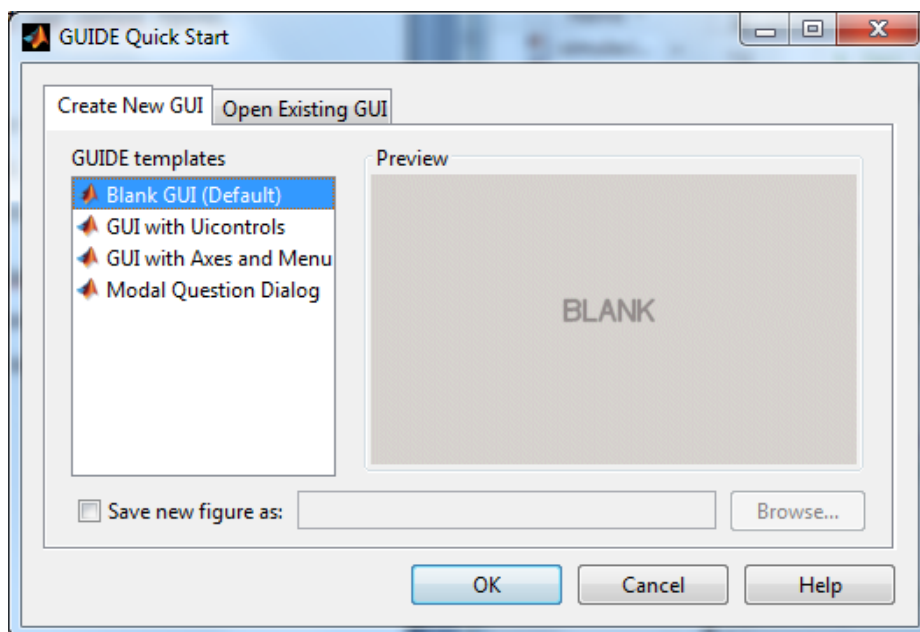 GUIDE Quick Start
Create New GUI
Open Existing GUI
GUIDE templates
Blank GUI (Default)
GUI with Uicontrols
GUI with Axes and Menu
Modal Question Dialog
Preview
BLANK
Save new figure as:
Browse...
OK
Cancel
Help